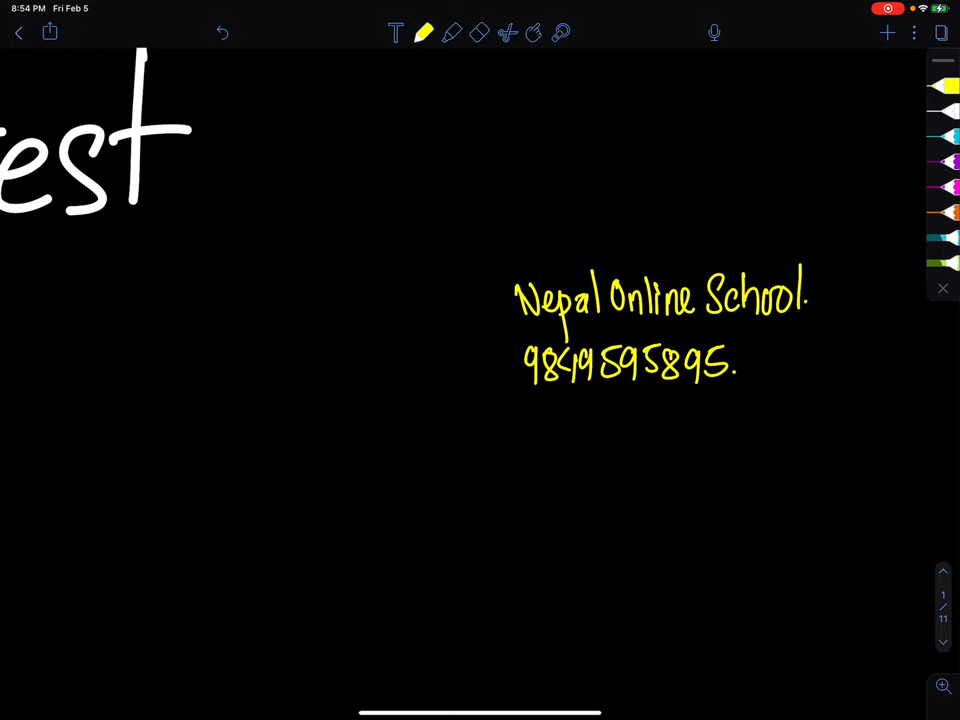 8:54 PM Fri Feb 5
est
Nepal Online School.
9849595895.
1
/
11